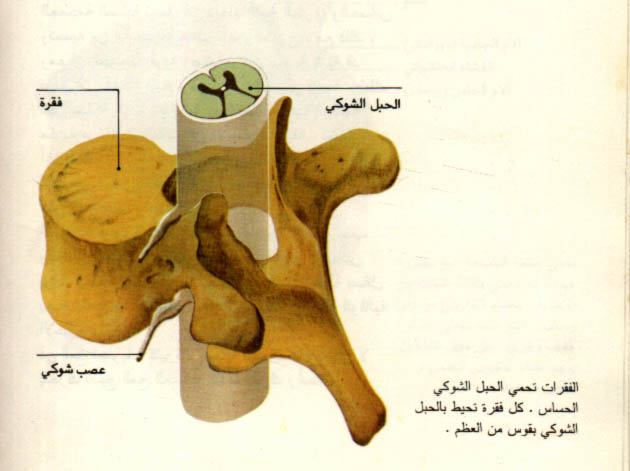 الحبل الشوكي
فقرة
عصب شوكي
الفقرات تحمي الحبل الشوكي
الحساس . كل فقرة تحيط بالحبل
الشوكي بقوس من العظم .